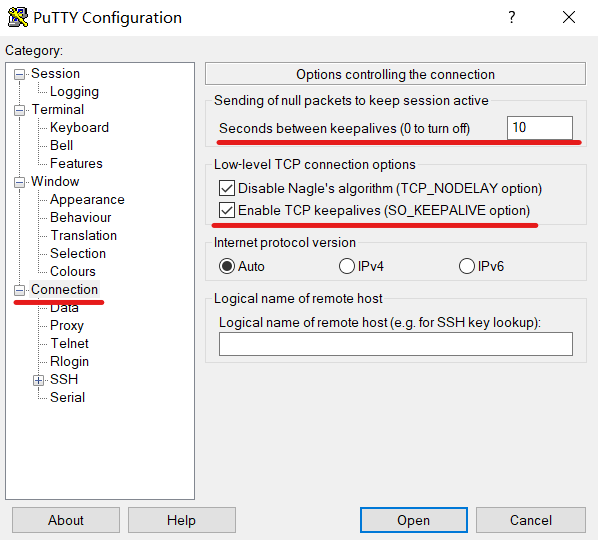 PuTTY Configuration
Category:
Session
Logging
Terminal
Keyboard
Bell
Features
Window
Appearance
Behaviour
Translation
Selection
Colours
Connection
Data
Proxy
Telnet
Rlogin
SSH
Serial
Options controlling the connection
Sending of null packets to keep session active
Seconds between keepalives (0 to turn off) 10
Low-level TCP connection options
Disable Nagle's algorithm (TCP_NODELAY option)
Enable TCP keepalives (SO_KEEPALIVE option)
Internet protocol version
Auto IPv4 IPv6
Logical name of remote host
Logical name of remote host (e.g. for SSH key lookup):
About Help Open Cancel